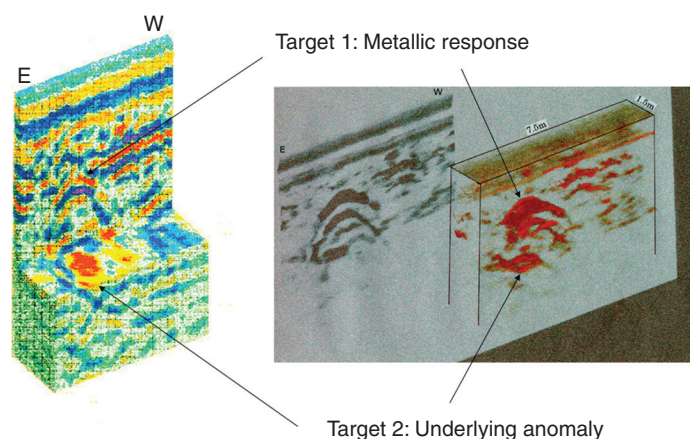 W
Target 1: Metallic response
E
W
1.5m
7.5m
E
Target 2: Underlying anomaly